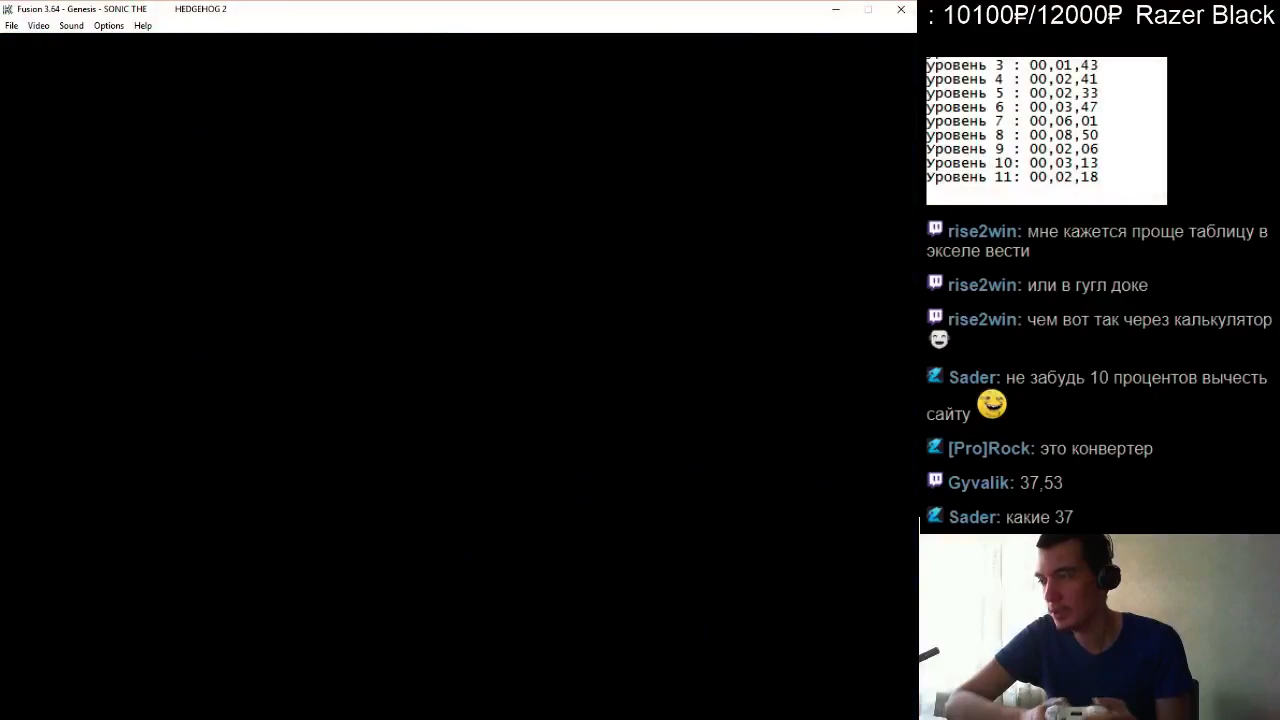 Fusion 3.64 - Genesis - SONIC THE HEDGEHOG 2
File Video Sound Options Help
: 10100₽/12000₽ Razer Black
уровень 3 : 00,01,43
уровень 4 : 00,02,41
уровень 5 : 00,02,33
уровень 6 : 00,03,47
уровень 7 : 00,06,01
уровень 8 : 00,08,50
Уровень 9 : 00,02,06
Уровень 10: 00,03,13
Уровень 11: 00,02,18
rise2win: мне кажется проще таблицу в
экселе вести
rise2win: или в гугл доке
rise2win: чем вот так через калькулятор
Sader: не забудь 10 процентов вычесть
сайту
[Pro]Rock: это конвертер
Gyvalik: 37,53
Sader: какие 37